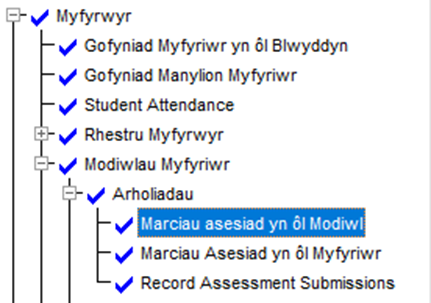 Myfyrwyr
Gofyniad Myfyriwr yn ôl Blwyddyn
Gofyniad Manylion Myfyriwr
Student Attendance
Rhestru Myfyrwyr
Modiwlau Myfyriwr
Arholiadau
Marciau asesiad yn ôl Modiwl
Marciau Asesiad yn ôl Myfyriwr
Record Assessment Submissions